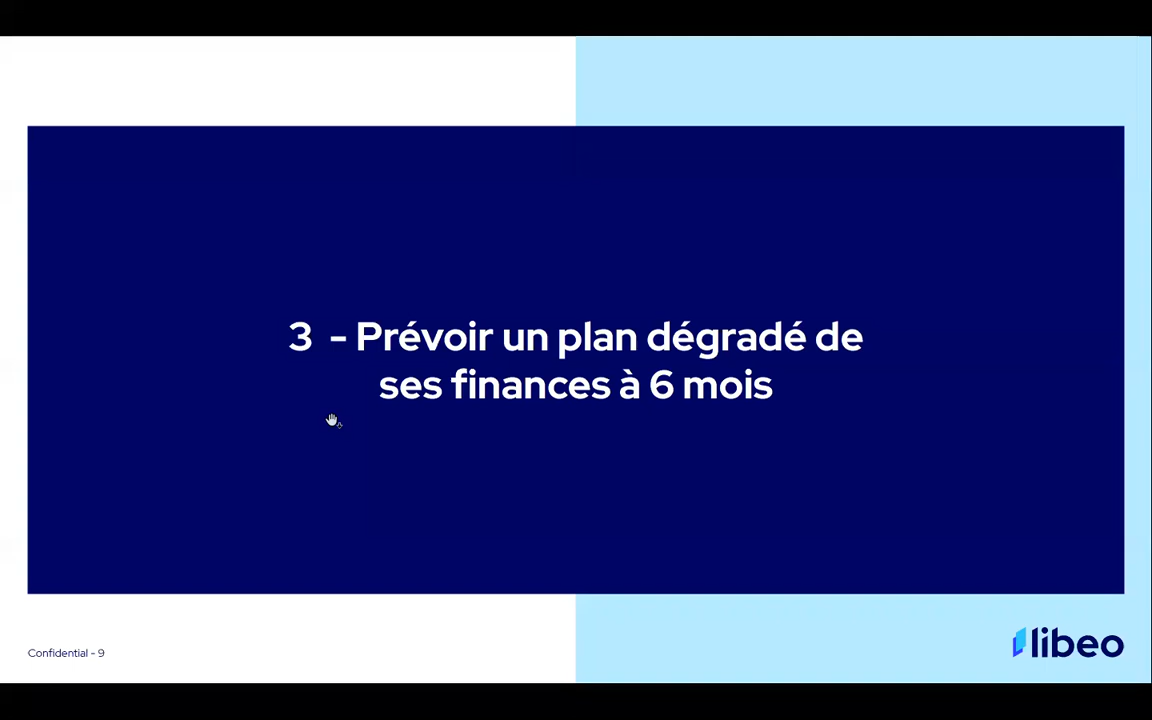 3 - Prévoir un plan dégradé de
ses finances à 6 mois
Confidential - 9
libeo